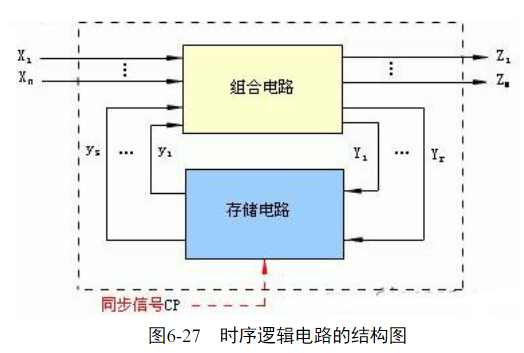 X₁
Xₙ
⋮
组合电路
⋮
Z₁
Zₘ
yₛ
…
y₁
Y₁
…
Yᵣ
存储电路
同步信号CP
图6-27 时序逻辑电路的结构图